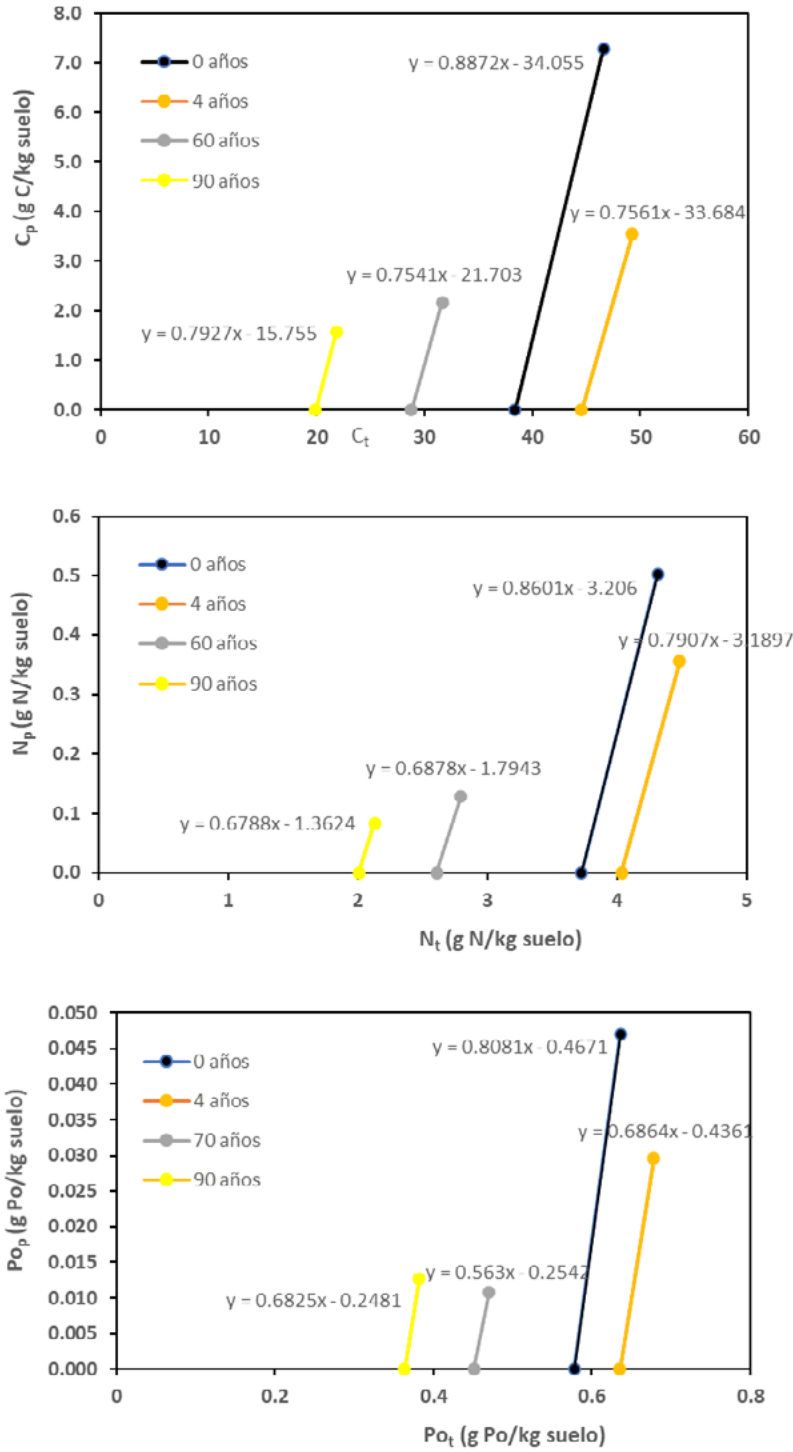 8.0
7.0
6.0
5.0
4.0
3.0
2.0
1.0
0.0
C_p (g C/kg suelo)
0 años
4 años
60 años
90 años
y = 0.8872x - 34.055
y = 0.7561x - 33.684
y = 0.7541x - 21.703
y = 0.7927x - 15.755
0 10 20 C_t 30 40 50 60
0.6
0.5
0.4
0.3
0.2
0.1
0.0
N_p (g N/kg suelo)
0 años
4 años
60 años
90 años
y = 0.8601x - 3.206
y = 0.7907x - 3.1897
y = 0.6878x - 1.7943
y = 0.6788x - 1.3624
0 1 2 3 4 5
N_t (g N/kg suelo)
0.050
0.045
0.040
0.035
0.030
0.025
0.020
0.015
0.010
0.005
0.000
Po_p (g Po/kg suelo)
0 años
4 años
70 años
90 años
y = 0.8081x - 0.4671
y = 0.6864x - 0.4361
y = 0.563x - 0.2542
y = 0.6825x - 0.2481
0 0.2 0.4 0.6 0.8
Po_t (g Po/kg suelo)